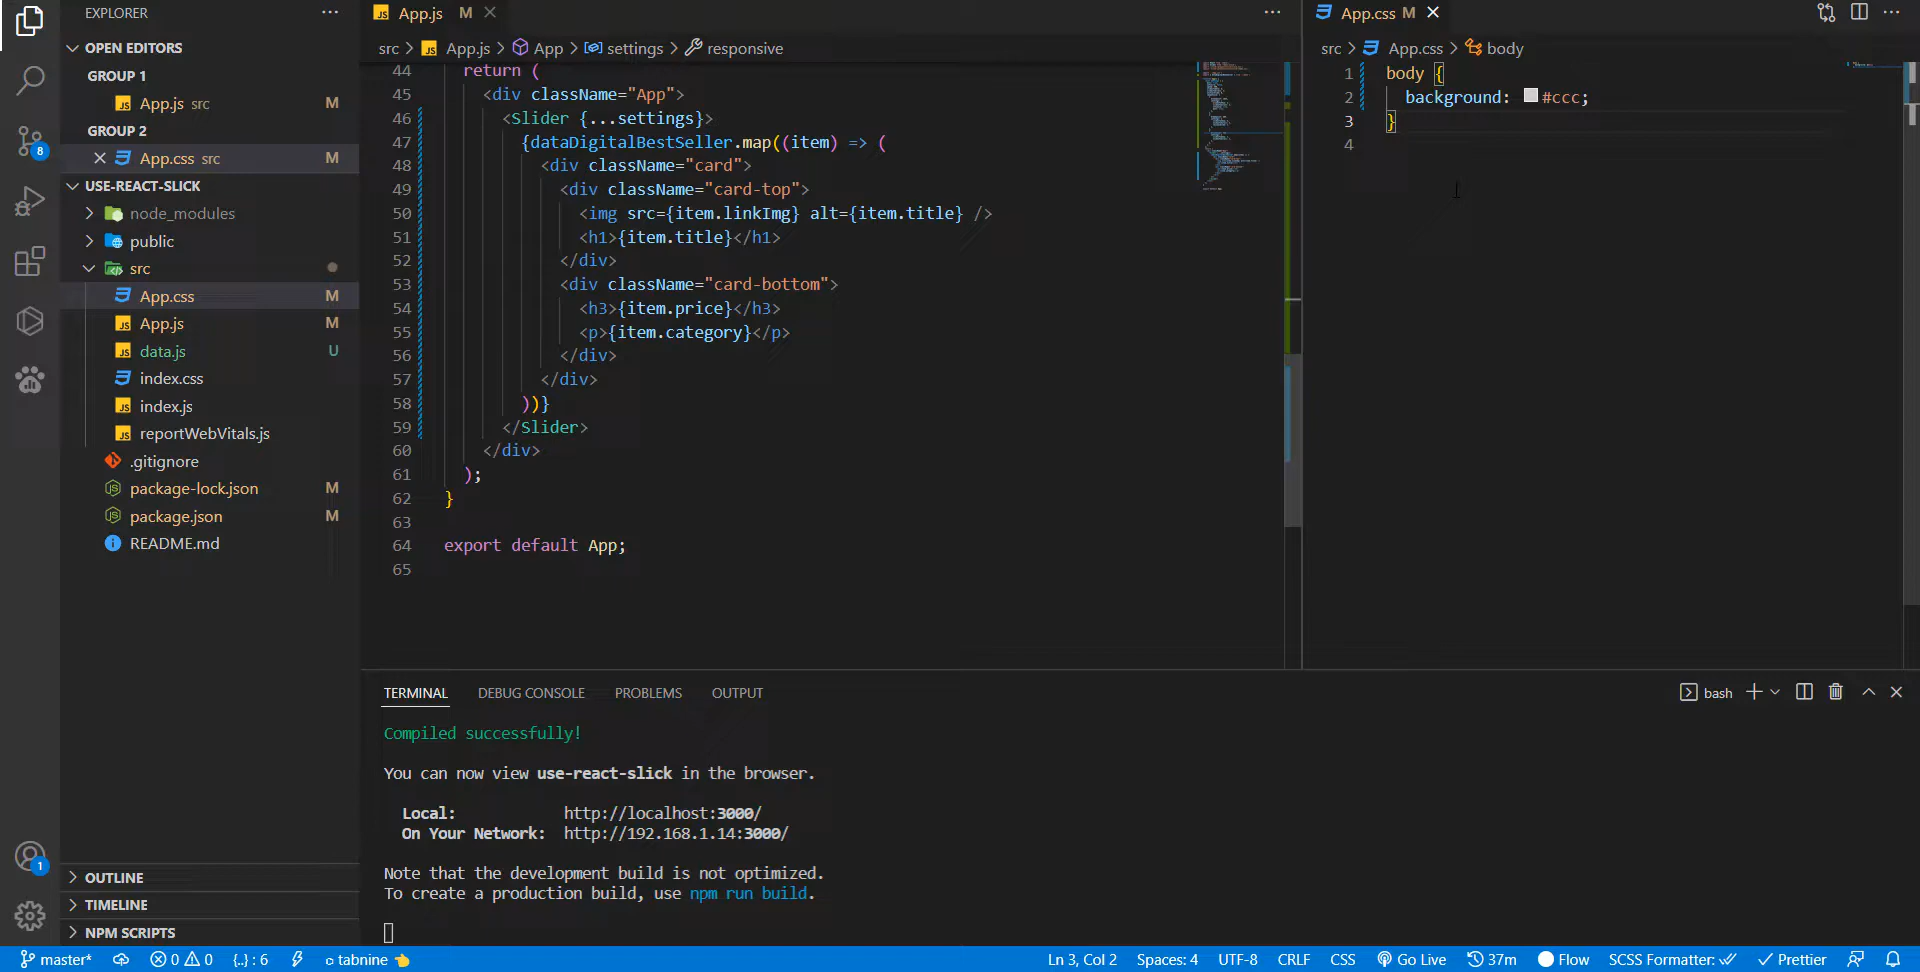 EXPLORER
OPEN EDITORS
GROUP 1
App.js src M
GROUP 2
App.css src M
USE-REACT-SLICK
node_modules
public
src
App.css M
App.js M
data.js U
index.css
index.js
reportWebVitals.js
.gitignore
package-lock.json M
package.json M
README.md
OUTLINE
TIMELINE
NPM SCRIPTS
8
1
App.js M
src > App.js > App > settings > responsive
44 return (
45 <div className="App">
46 <Slider {...settings}>
47 {dataDigitalBestSeller.map((item) => (
48 <div className="card">
49 <div className="card-top">
50 <img src={item.linkImg} alt={item.title} />
51 <h1>{item.title}</h1>
52 </div>
53 <div className="card-bottom">
54 <h3>{item.price}</h3>
55 <p>{item.category}</p>
56 </div>
57 </div>
58 ))}
59 </Slider>
60 </div>
61 );
62 }
63
64 export default App;
65
App.css M
src > App.css > body
1 body {
2 background: #ccc;
3 }
4
TERMINAL DEBUG CONSOLE PROBLEMS OUTPUT
bash
Compiled successfully!
You can now view use-react-slick in the browser.
Local: http://localhost:3000/
On Your Network: http://192.168.1.14:3000/
Note that the development build is not optimized.
To create a production build, use npm run build.
master* 0 0 {..} : 6 tabnine Ln 3, Col 2 Spaces: 4 UTF-8 CRLF CSS Go Live 37m Flow SCSS Formatter: Prettier